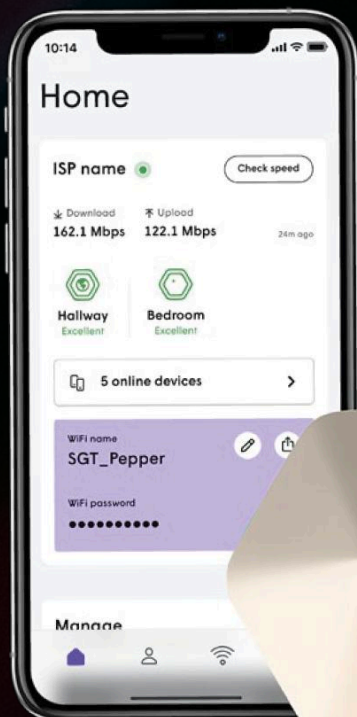 10:14
Home
ISP name
Check speed
Download Upload
162.1 Mbps 122.1 Mbps 24m ago
Hallway Bedroom
Excellent Excellent
5 online devices
WiFi name
SGT_Pepper
WiFi password
Manage